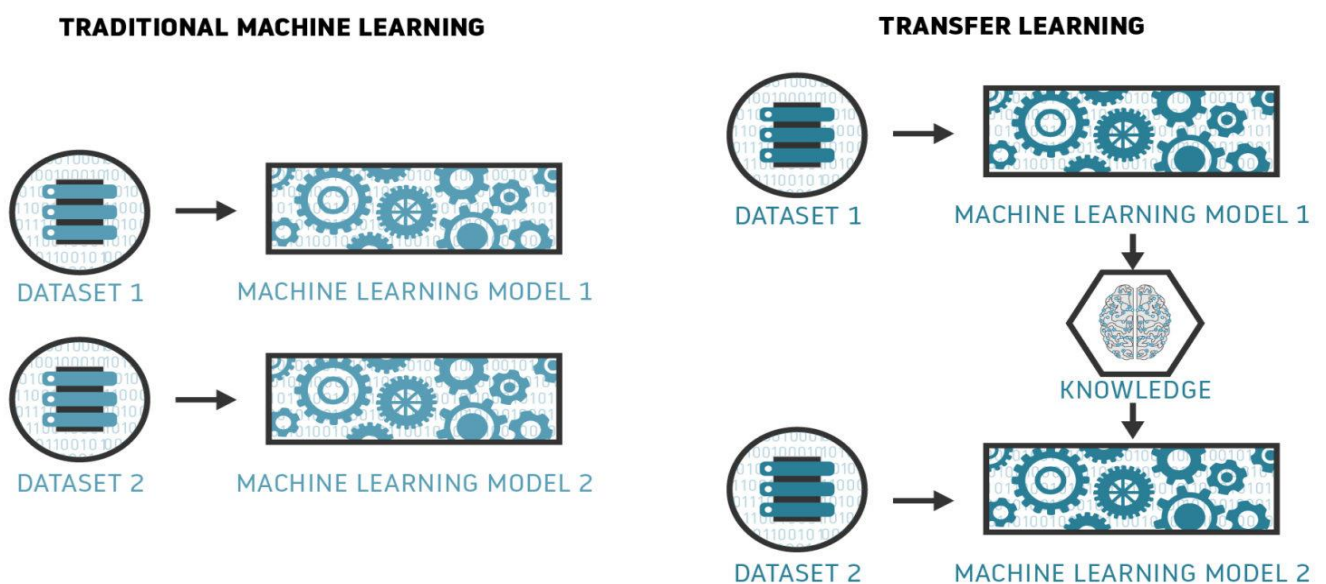 TRADITIONAL MACHINE LEARNING
DATASET 1
MACHINE LEARNING MODEL 1
DATASET 2
MACHINE LEARNING MODEL 2
TRANSFER LEARNING
DATASET 1
MACHINE LEARNING MODEL 1
KNOWLEDGE
DATASET 2
MACHINE LEARNING MODEL 2